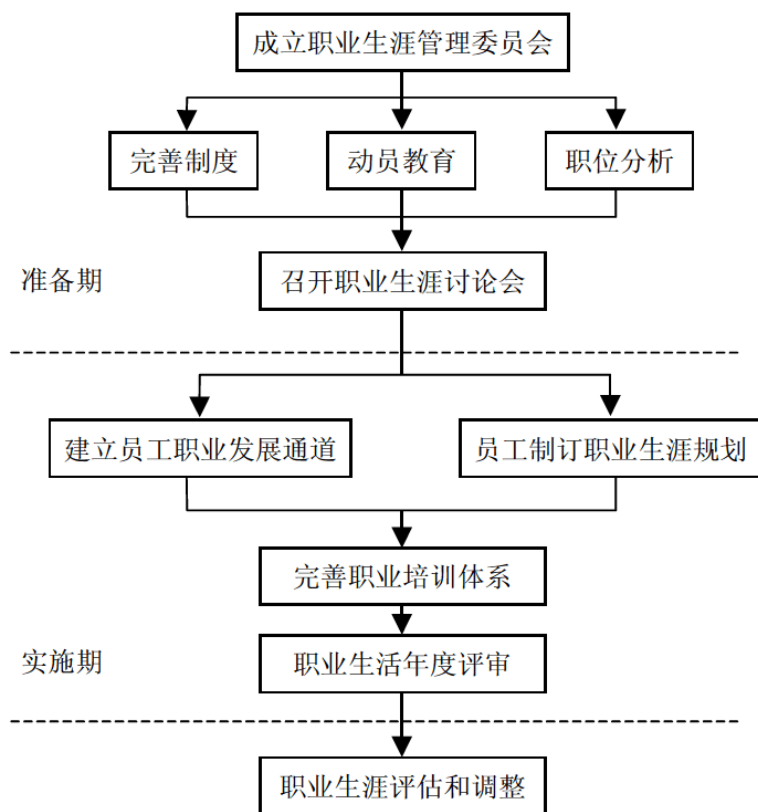 成立职业生涯管理委员会
完善制度
动员教育
职位分析
准备期
召开职业生涯讨论会
建立员工职业发展通道
员工制订职业生涯规划
完善职业培训体系
实施期
职业生活年度评审
职业生涯评估和调整